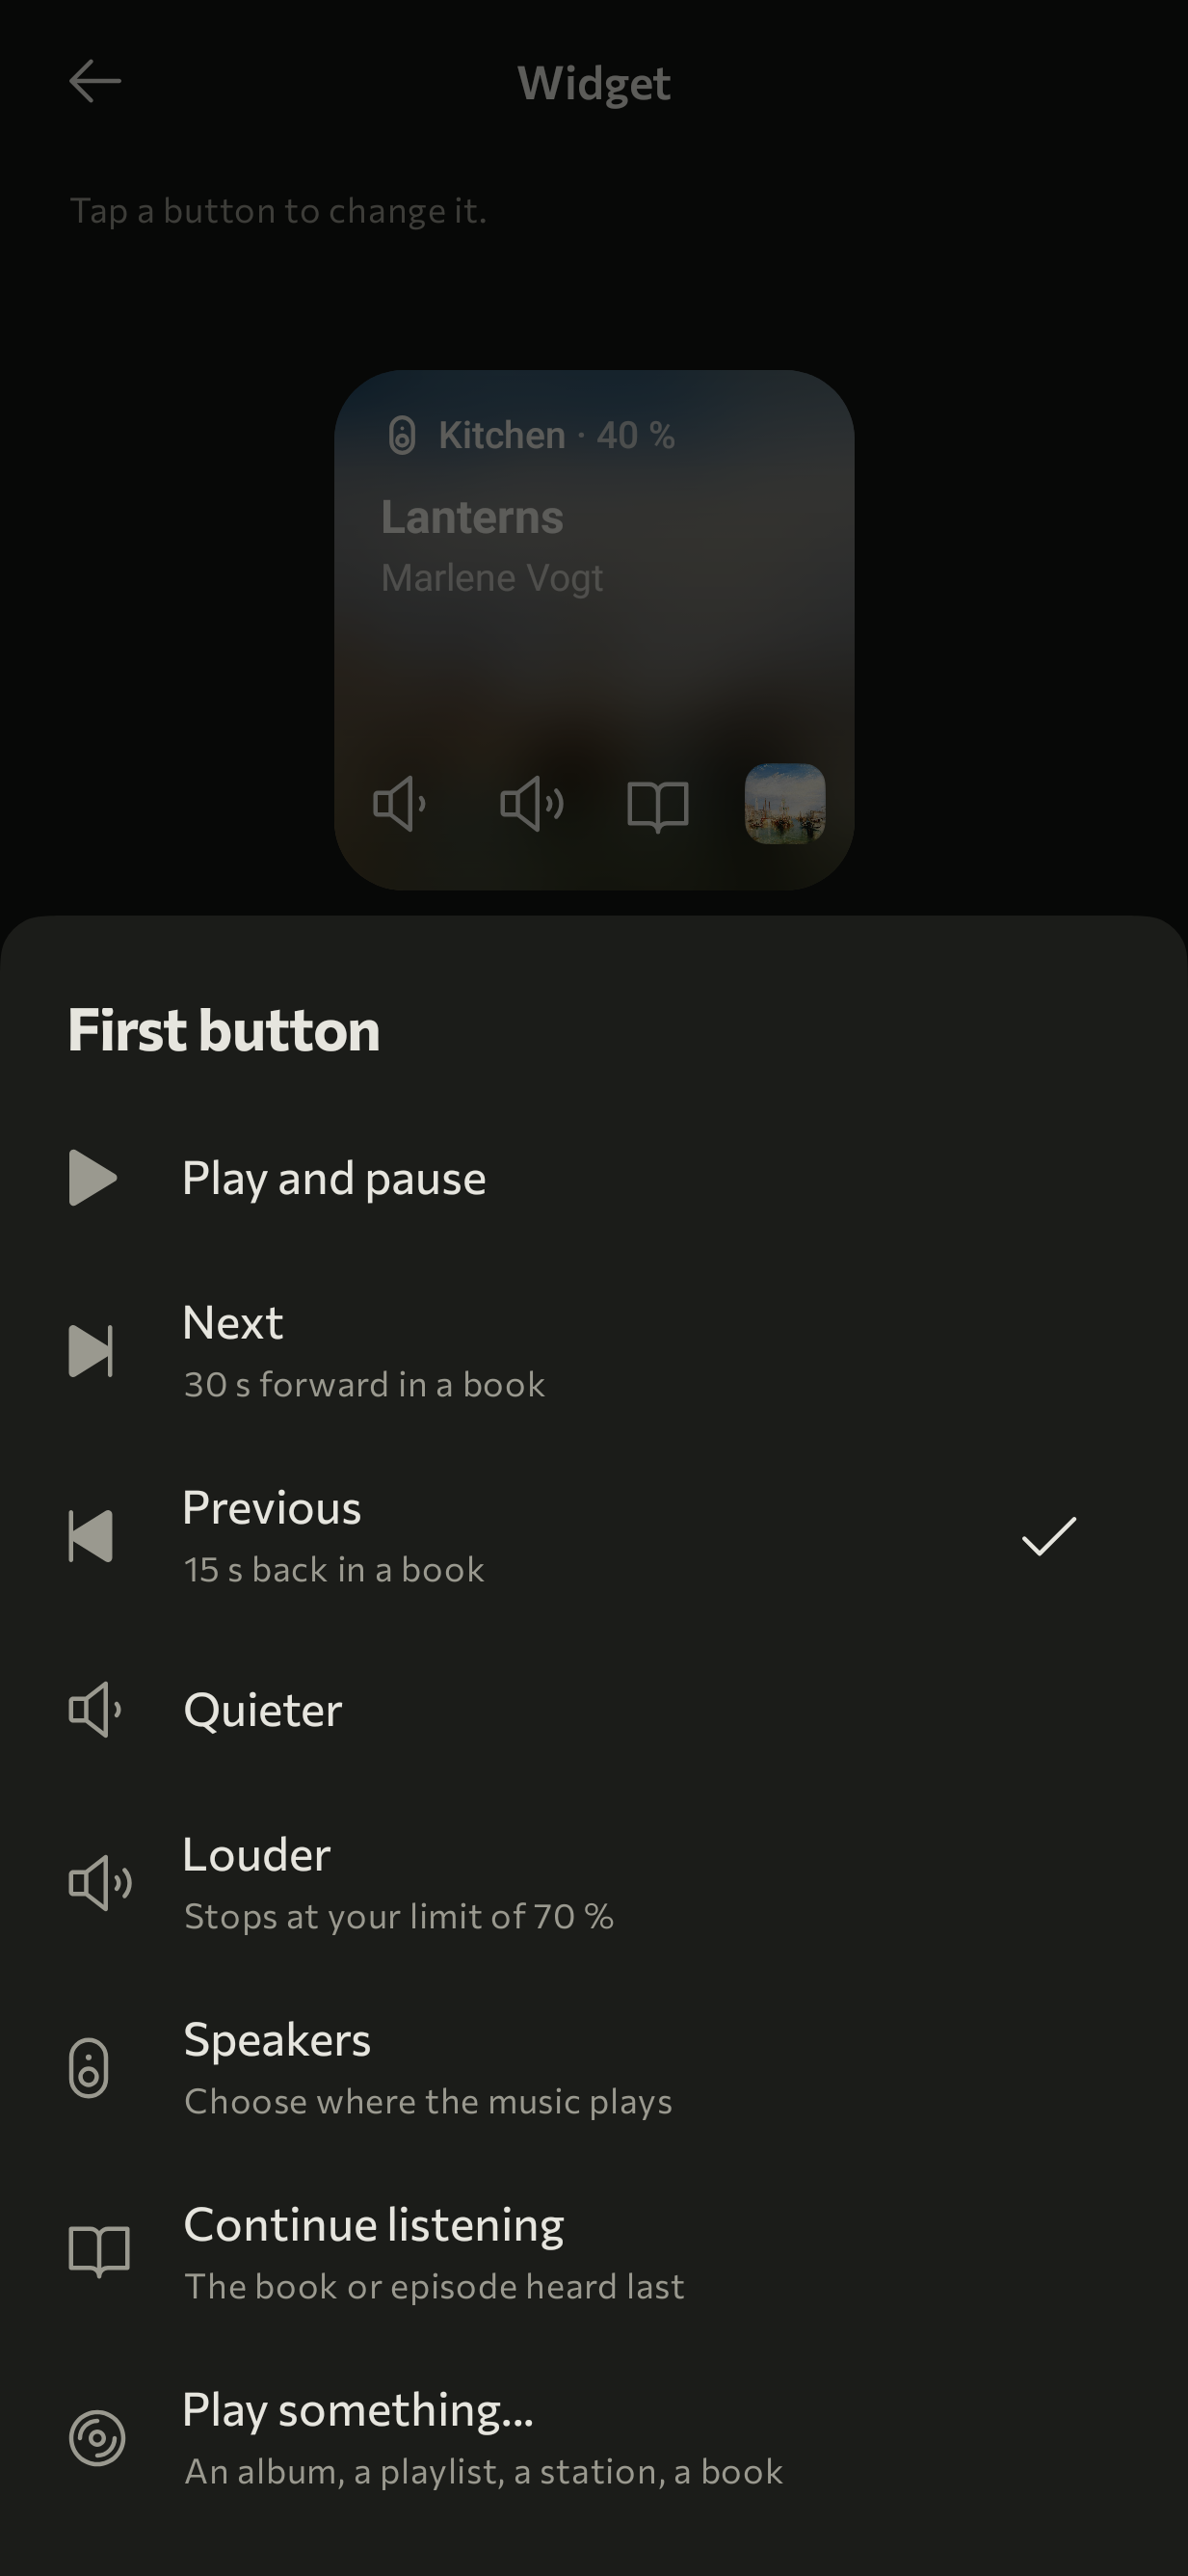 Widget
Tap a button to change it.
Kitchen · 40 %
Lanterns
Marlene Vogt
First button
Play and pause
Next
30 s forward in a book
Previous
15 s back in a book
Quieter
Louder
Stops at your limit of 70 %
Speakers
Choose where the music plays
Continue listening
The book or episode heard last
Play something...
An album, a playlist, a station, a book